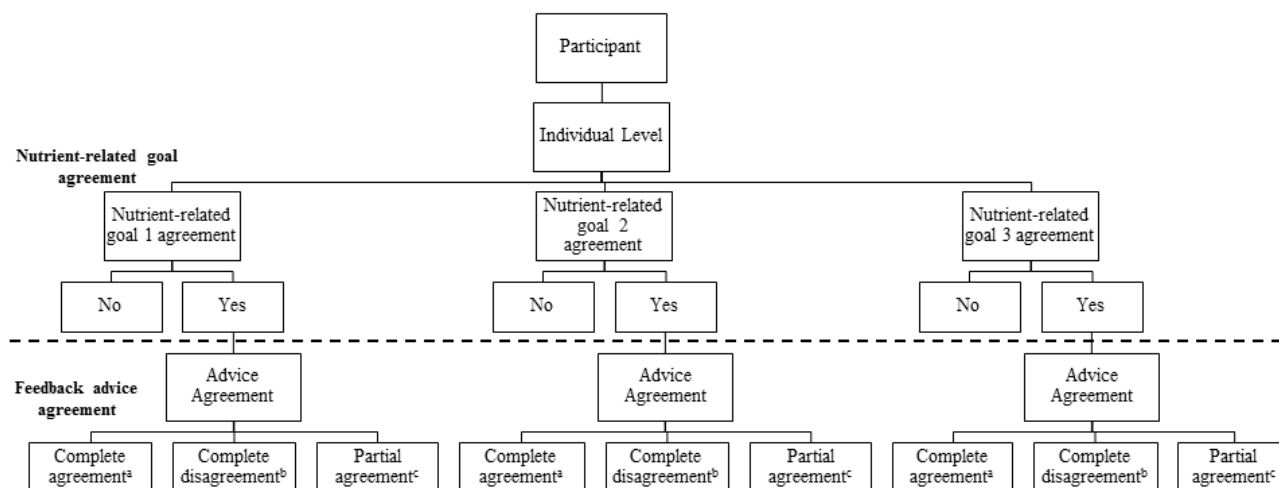 Participant
Individual Level
Nutrient-related goal
agreement
Nutrient-related
goal 1 agreement
Nutrient-related
goal 2
agreement
Nutrient-related
goal 3 agreement
No
Yes
No
Yes
No
Yes
Feedback advice
agreement
Advice
Agreement
Advice
Agreement
Advice
Agreement
Complete
agreementᵃ
Complete
disagreementᵇ
Partial
agreementᶜ
Complete
agreementᵃ
Complete
disagreementᵇ
Partial
agreementᶜ
Complete
agreementᵃ
Complete
disagreementᵇ
Partial
agreementᶜ